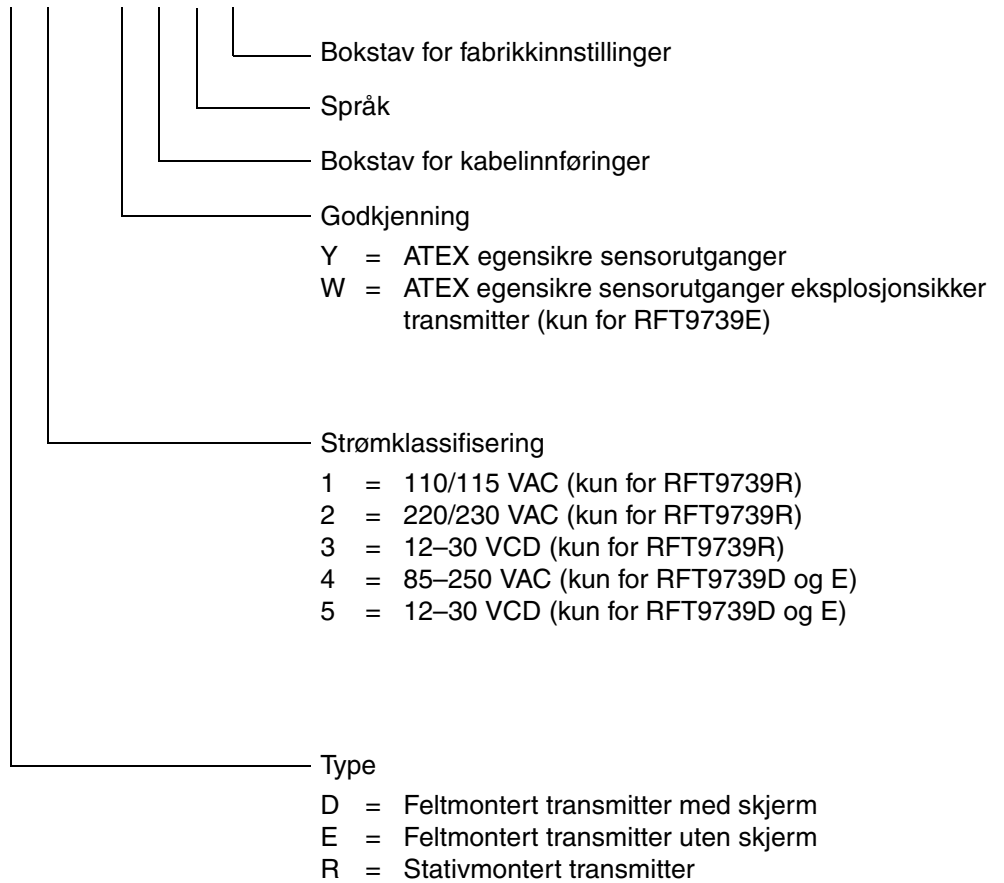 Bokstav for fabrikkinnstillinger
Språk
Bokstav for kabelinnføringer
Godkjenning
Y = ATEX egensikre sensorutganger
W = ATEX egensikre sensorutganger eksplosjonsikker
transmitter (kun for RFT9739E)
Strømklassifisering
1 = 110/115 VAC (kun for RFT9739R)
2 = 220/230 VAC (kun for RFT9739R)
3 = 12–30 VCD (kun for RFT9739R)
4 = 85–250 VAC (kun for RFT9739D og E)
5 = 12–30 VCD (kun for RFT9739D og E)
Type
D = Feltmontert transmitter med skjerm
E = Feltmontert transmitter uten skjerm
R = Stativmontert transmitter